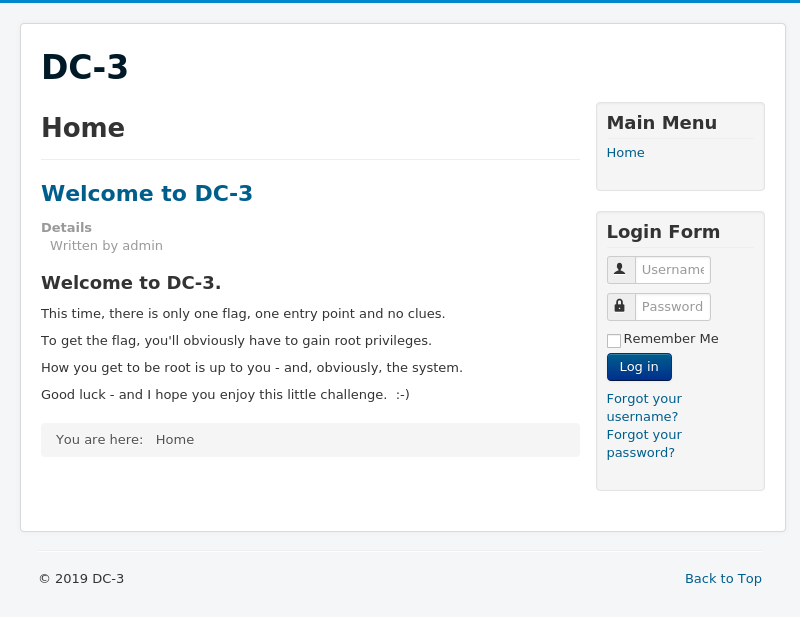 DC-3
Home
Welcome to DC-3
Details
Written by admin
Welcome to DC-3.
This time, there is only one flag, one entry point and no clues.
To get the flag, you'll obviously have to gain root privileges.
How you get to be root is up to you - and, obviously, the system.
Good luck - and I hope you enjoy this little challenge.  :-)
You are here:   Home
Main Menu
Home
Login Form
Username
Password
Remember Me
Log in
Forgot your
username?
Forgot your
password?
© 2019 DC-3
Back to Top